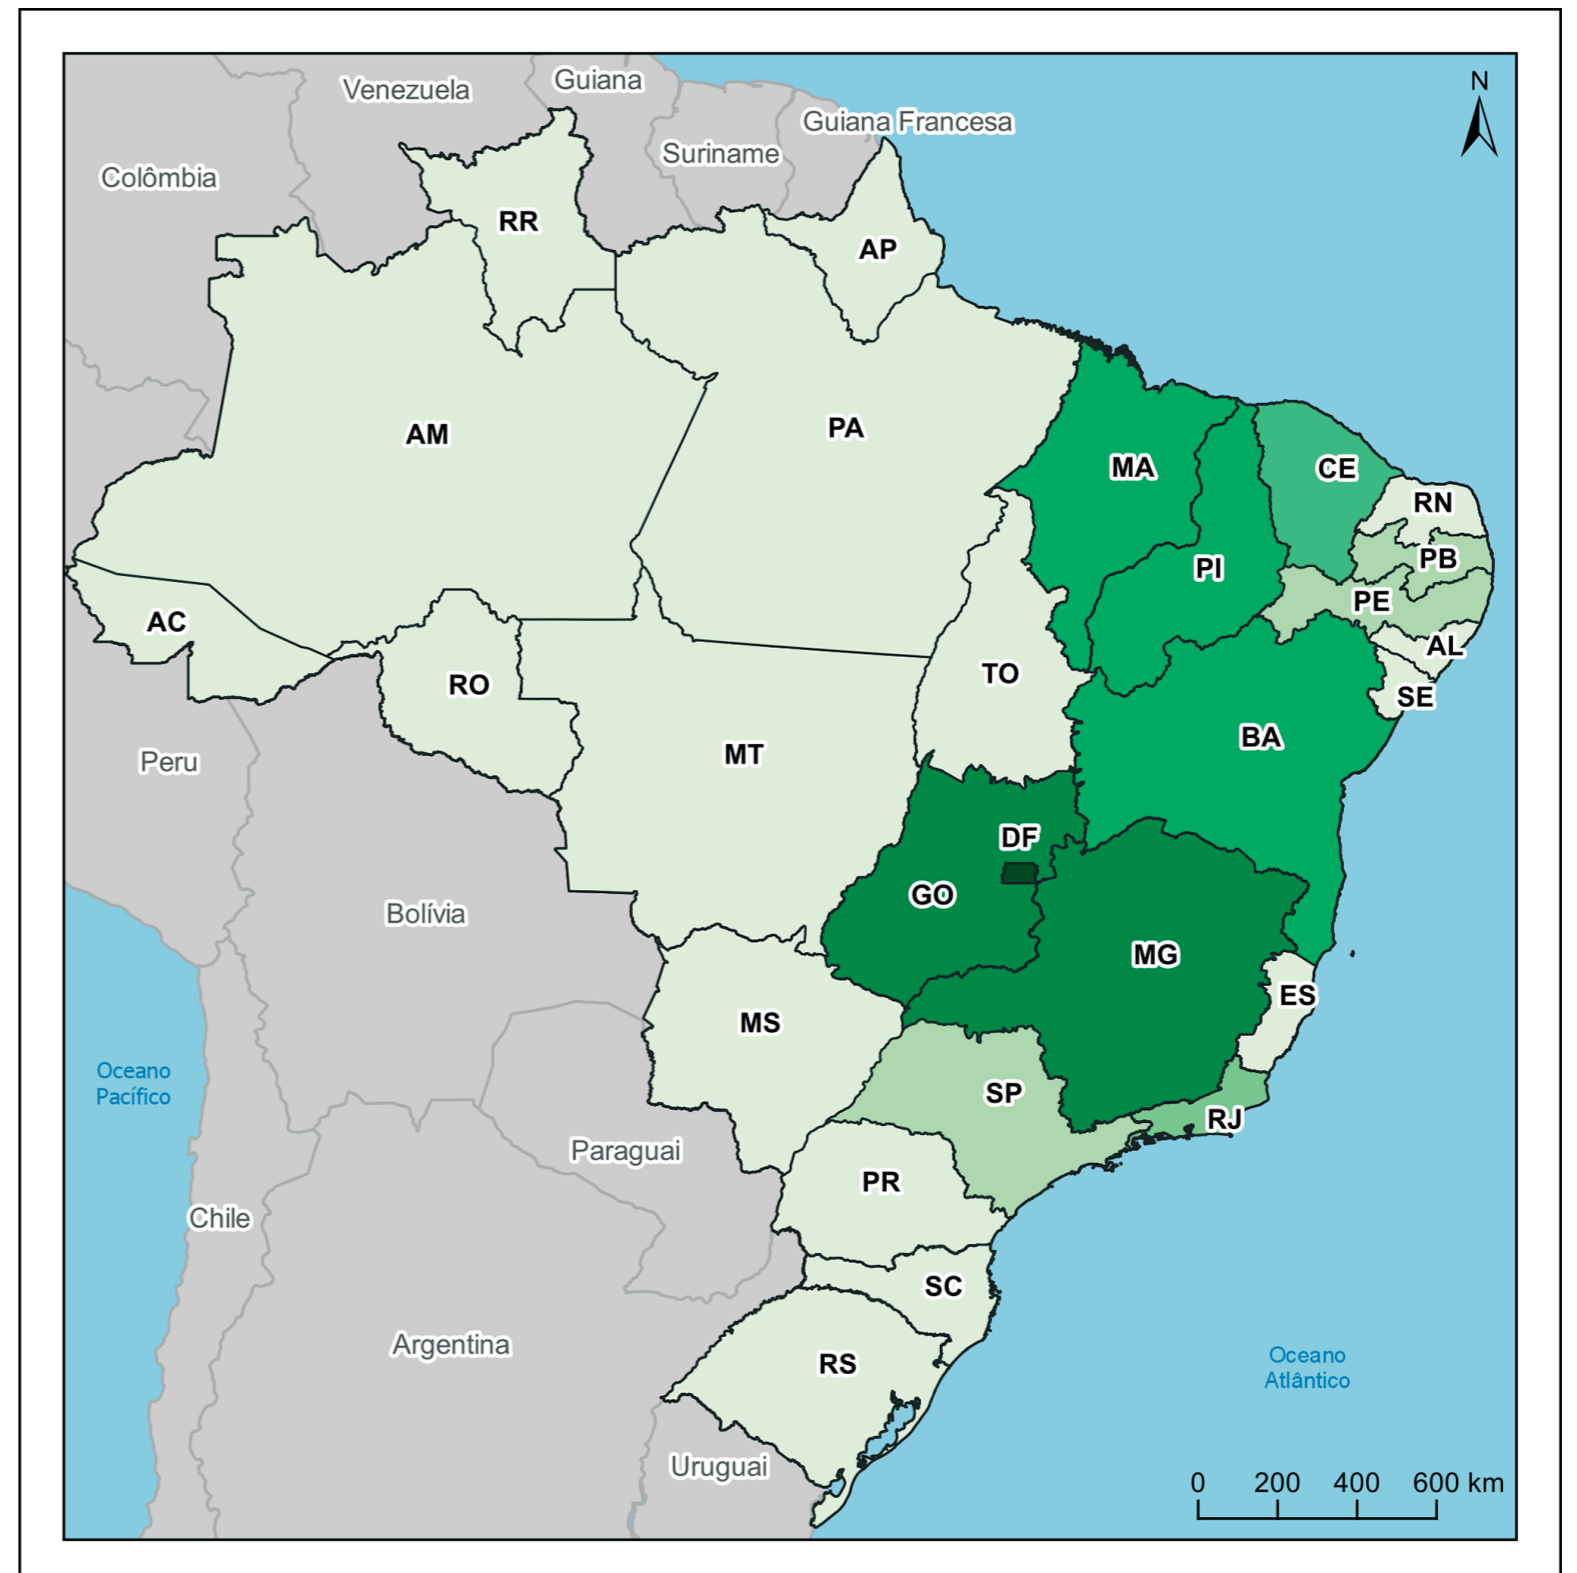 N
Venezuela
Guiana
Guiana Francesa
Suriname
Colômbia
RR
AP
AM
PA
MA
CE
RN
PB
PI
PE
AC
AL
RO
TO
SE
BA
MT
Peru
DF
GO
Bolívia
MG
ES
MS
Oceano
Pacífico
SP
RJ
Paraguai
PR
Chile
SC
Argentina
RS
Oceano
Atlântico
Uruguai
0 200 400 600 km